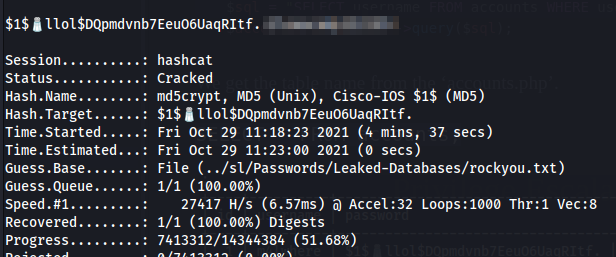 $1$🧂llol$DQpmdvnb7EeuO6UaqRItf.
Session..........: hashcat
Status...........: Cracked
Hash.Name........: md5crypt, MD5 (Unix), Cisco-IOS $1$ (MD5)
Hash.Target......: $1$🧂llol$DQpmdvnb7EeuO6UaqRItf.
Time.Started.....: Fri Oct 29 11:18:23 2021 (4 mins, 37 secs)
Time.Estimated...: Fri Oct 29 11:23:00 2021 (0 secs)
Guess.Base.......: File (../sl/Passwords/Leaked-Databases/rockyou.txt)
Guess.Queue......: 1/1 (100.00%)
Speed.#1.........:    27417 H/s (6.57ms) @ Accel:32 Loops:1000 Thr:1 Vec:8
Recovered........: 1/1 (100.00%) Digests
Progress.........: 7413312/14344384 (51.68%)
Rejected.........: 0/7413312 (0.00%)